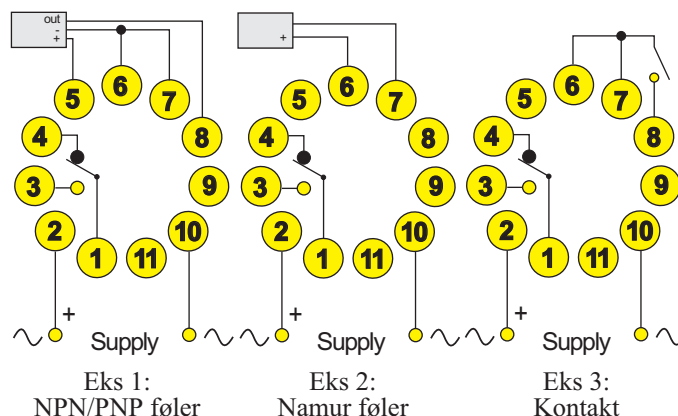 out
-
+
+
5 6 7 8 4 9 3 2 10 1 11
5 6 7 8 4 9 3 2 10 1 11
5 6 7 8 4 9 3 2 10 1 11
+ + +
~ Supply ~ ~ Supply ~ ~ Supply ~
Eks 1:
NPN/PNP føler
Eks 2:
Namur føler
Eks 3:
Kontakt